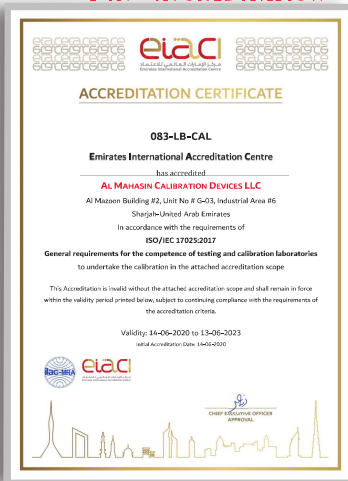 eiaci
مركز الإمارات العالمي للاعتماد
Emirates International Accreditation Centre
ACCREDITATION CERTIFICATE
083-LB-CAL
Emirates International Accreditation Centre
has accredited
AL MAHASIN CALIBRATION DEVICES LLC
Al Mazoon Building #2, Unit No # G-03, Industrial Area #6
Sharjah-United Arab Emirates
In accordance with the requirements of
ISO/IEC 17025:2017
General requirements for the competence of testing and calibration laboratories
to undertake the calibration in the attached accreditation scope
This Accreditation is invalid without the attached accreditation scope and shall remain in force
within the validity period printed below, subject to continuing compliance with the requirements of
the accreditation criteria.
Validity: 14-06-2020 to 13-06-2023
Initial Accreditation Date: 14-06-2020
ilac-MRA
eiaci
CHIEF EXECUTIVE OFFICER
APPROVAL